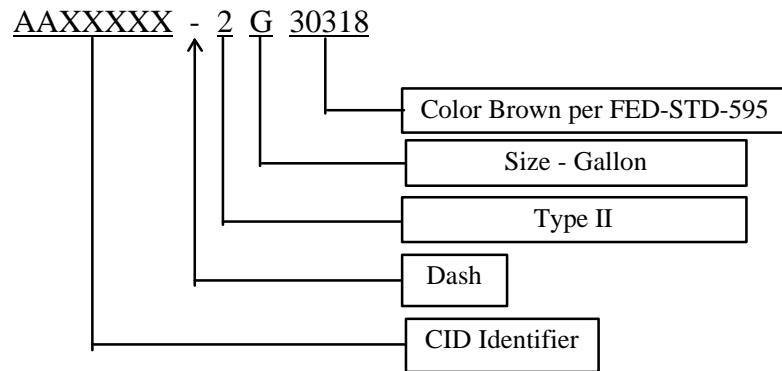 AAXXXXX - 2 G 30318
Color Brown per FED-STD-595
Size - Gallon
Type II
Dash
CID Identifier